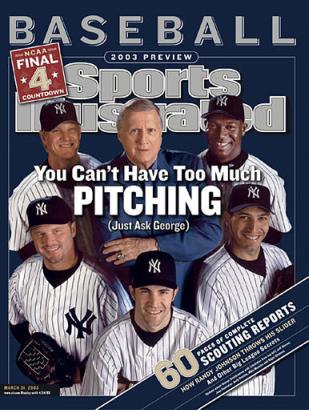 BASEBALL
2003 PREVIEW
NCAA
FINAL
4
COUNTDOWN
Sports
Illustrated
You Can't Have Too Much
PITCHING
(Just Ask George)
60 PAGES OF COMPLETE
SCOUTING REPORTS
HOW RANDY JOHNSON THROWS HIS SLIDER
And Other Big League Secrets
MARCH 31, 2003